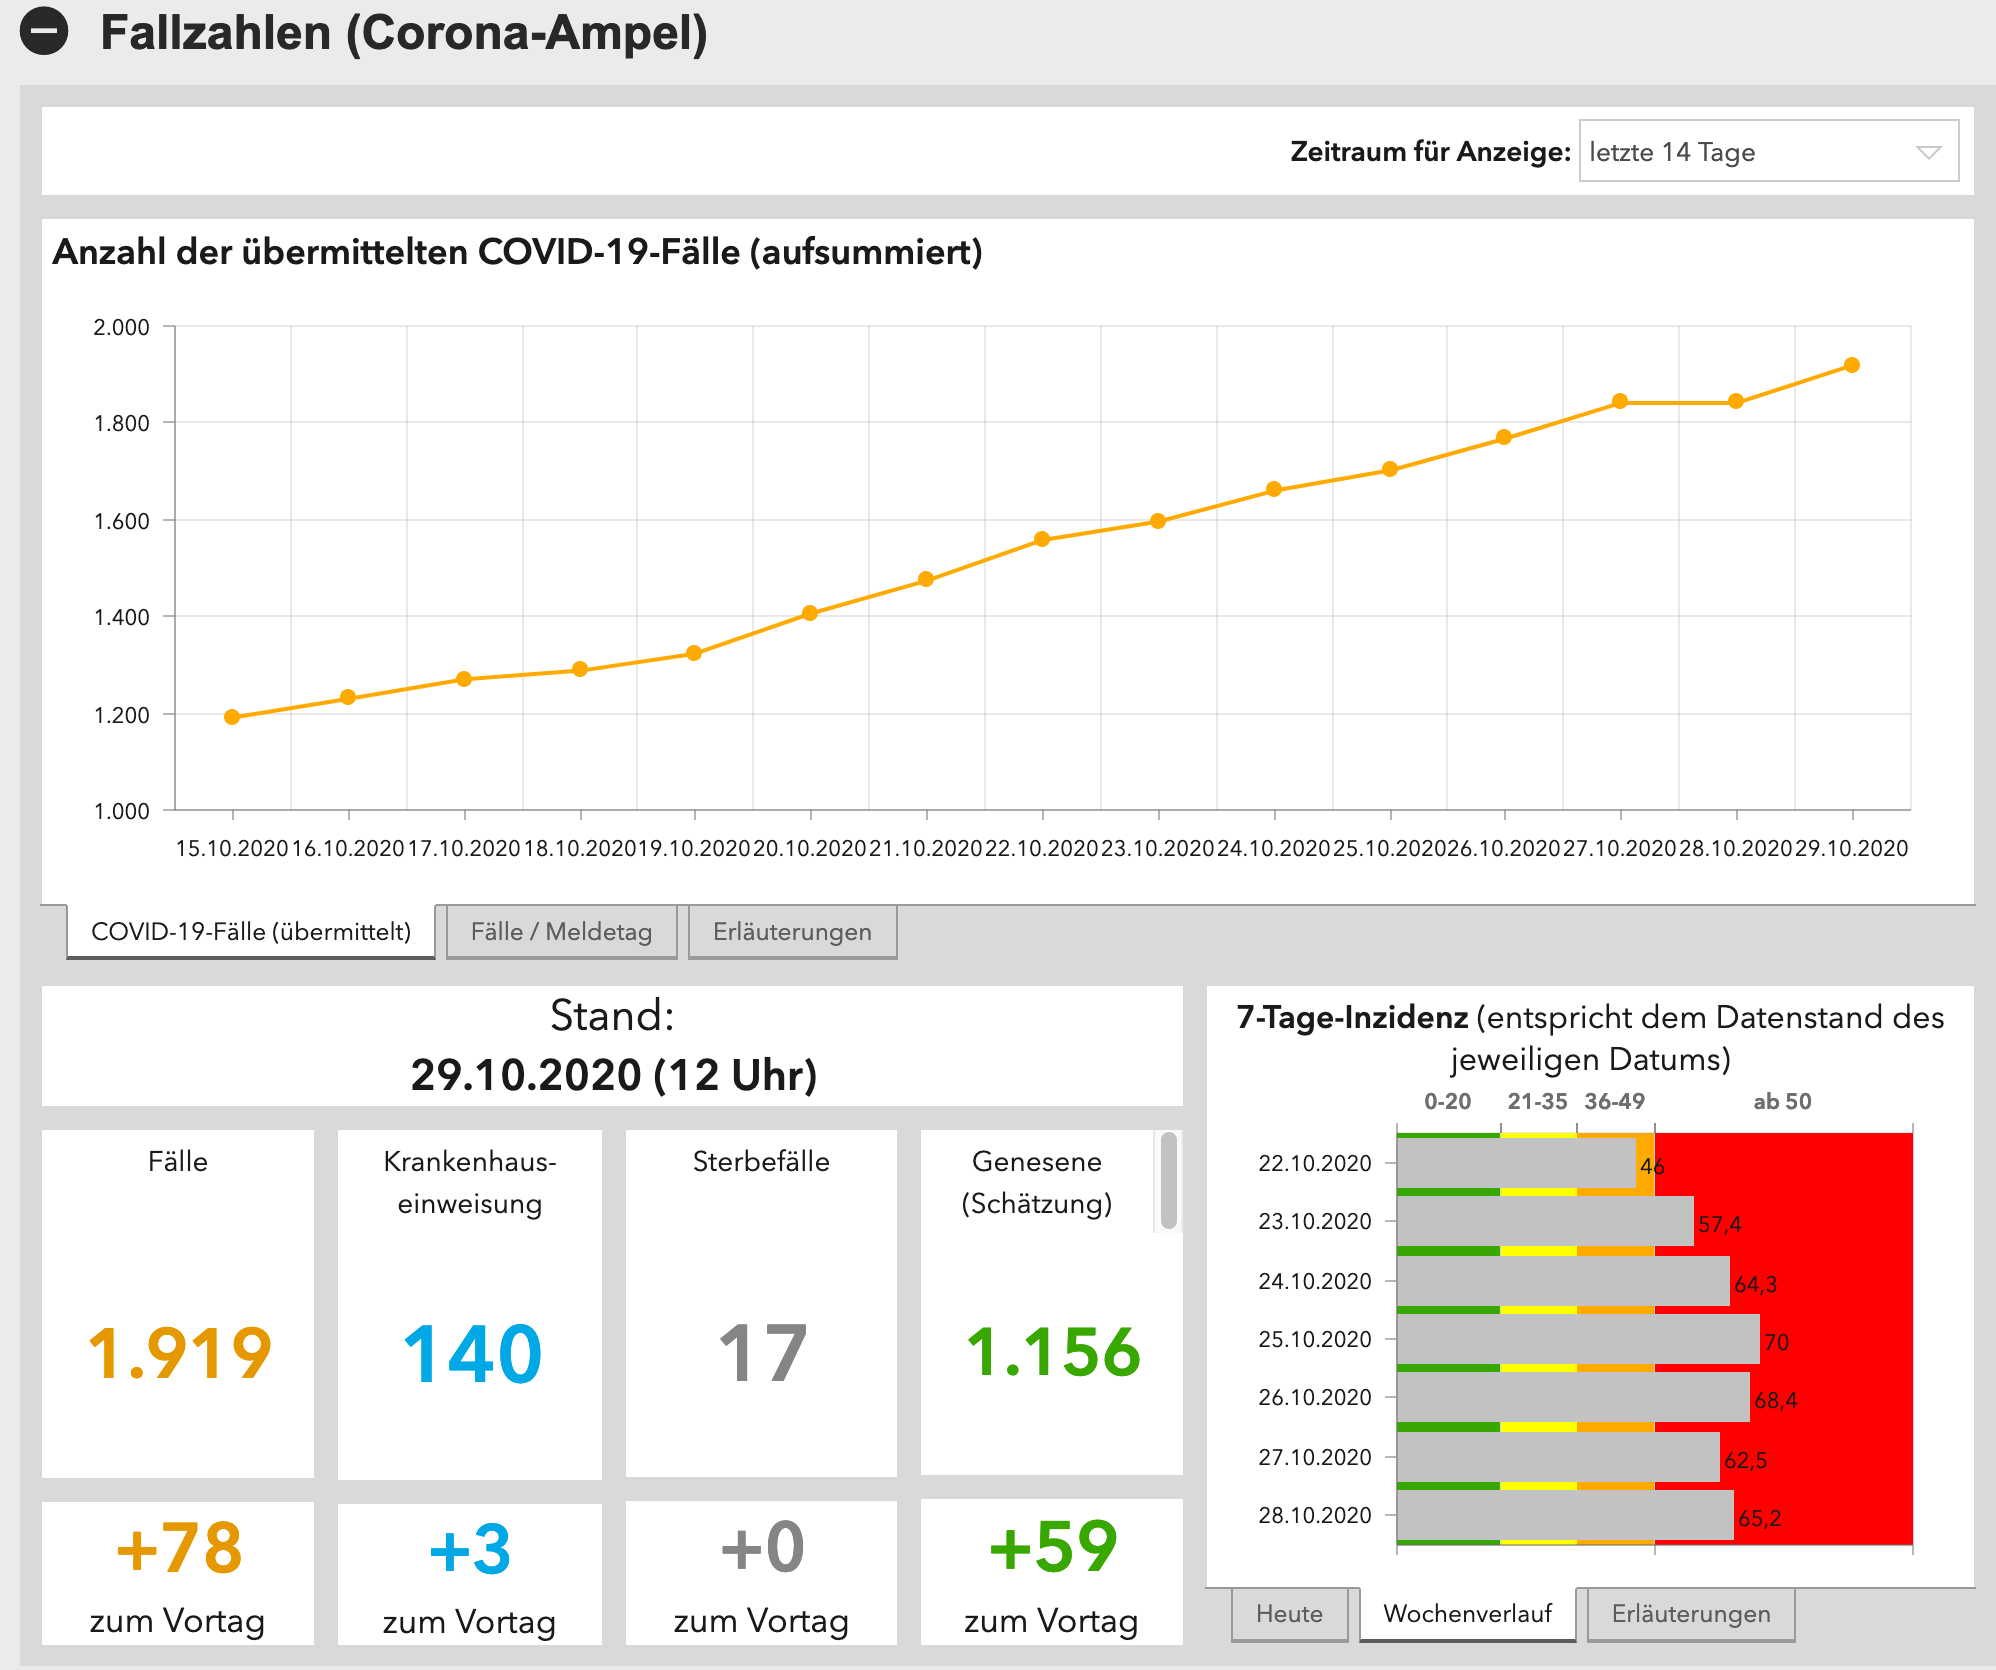 Fallzahlen (Corona-Ampel)
Zeitraum für Anzeige: letzte 14 Tage
Anzahl der übermittelten COVID-19-Fälle (aufsummiert)
2.000
1.800
1.600
1.400
1.200
1.000
15.10.2020 16.10.2020 17.10.2020 18.10.2020 19.10.2020 20.10.2020 21.10.2020 22.10.2020 23.10.2020 24.10.2020 25.10.2020 26.10.2020 27.10.2020 28.10.2020 29.10.2020
COVID-19-Fälle (übermittelt) Fälle / Meldetag Erläuterungen
Stand:
29.10.2020 (12 Uhr)
Fälle
1.919
+78
zum Vortag
Krankenhaus-
einweisung
140
+3
zum Vortag
Sterbefälle
17
+0
zum Vortag
Genesene
(Schätzung)
1.156
+59
zum Vortag
7-Tage-Inzidenz (entspricht dem Datenstand des
jeweiligen Datums)
0-20 21-35 36-49 ab 50
22.10.2020 46
23.10.2020 57,4
24.10.2020 64,3
25.10.2020 70
26.10.2020 68,4
27.10.2020 62,5
28.10.2020 65,2
Heute Wochenverlauf Erläuterungen